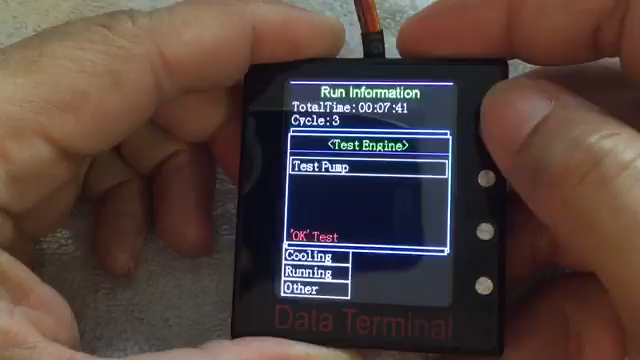 Run Information
TotalTime:00:07:41
Cycle:3
<Test Engine>
Test Pump
'OK' Test
Cooling
Running
Other
Data Terminal